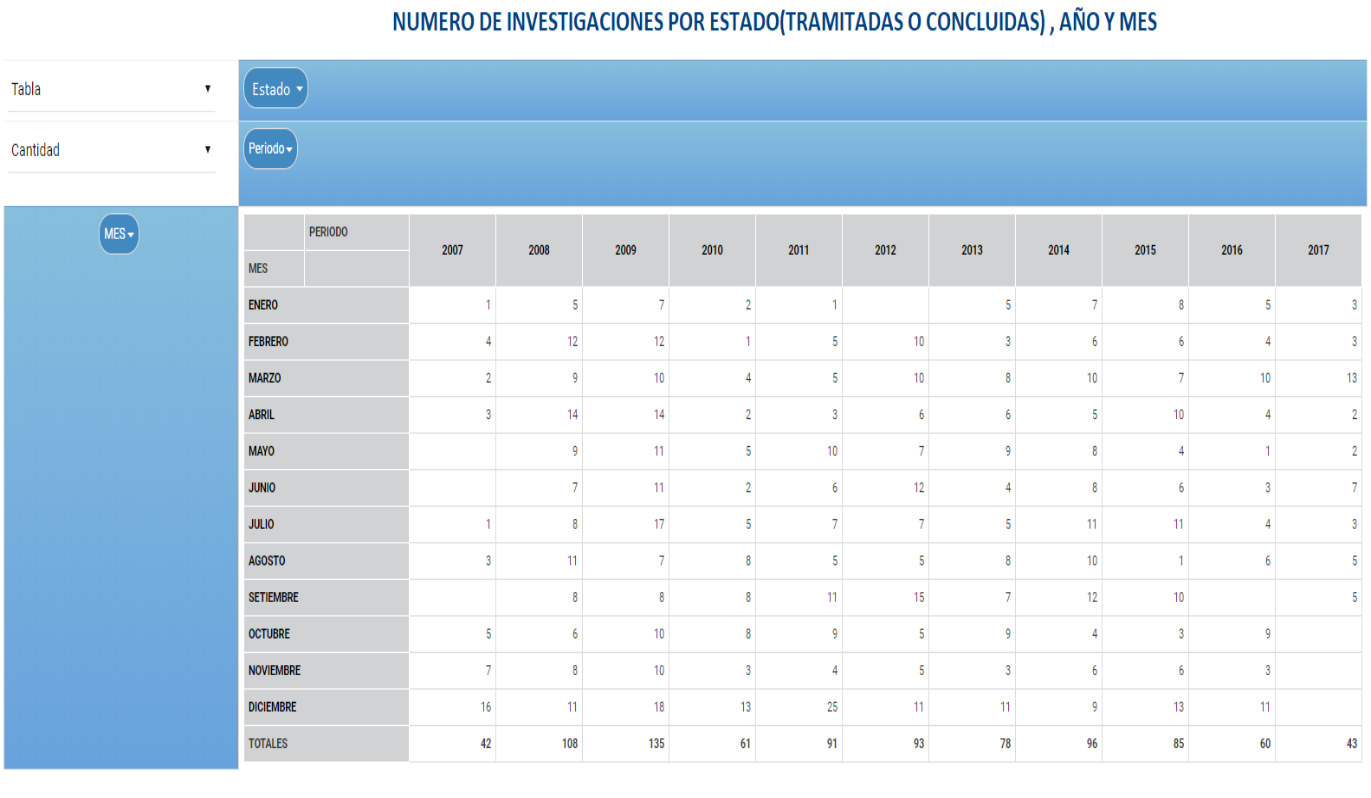 NUMERO DE INVESTIGACIONES POR ESTADO(TRAMITADAS O CONCLUIDAS) , AÑO Y MES
Tabla ▼ Estado ▾
Cantidad ▼ Periodo ▾
MES ▾
PERIODO 2007 2008 2009 2010 2011 2012 2013 2014 2015 2016 2017
MES
ENERO 1 5 7 2 1 5 7 8 5 3
FEBRERO 4 12 12 1 5 10 3 6 6 4 3
MARZO 2 9 10 4 5 10 8 10 7 10 13
ABRIL 3 14 14 2 3 6 6 5 10 4 2
MAYO 9 11 5 10 7 9 8 4 1 2
JUNIO 7 11 2 6 12 4 8 6 3 7
JULIO 1 8 17 5 7 7 5 11 11 4 3
AGOSTO 3 11 7 8 5 5 8 10 1 6 5
SETIEMBRE 8 8 8 11 15 7 12 10 5
OCTUBRE 5 6 10 8 9 5 9 4 3 9
NOVIEMBRE 7 8 10 3 4 5 3 6 6 3
DICIEMBRE 16 11 18 13 25 11 11 9 13 11
TOTALES 42 108 135 61 91 93 78 96 85 60 43